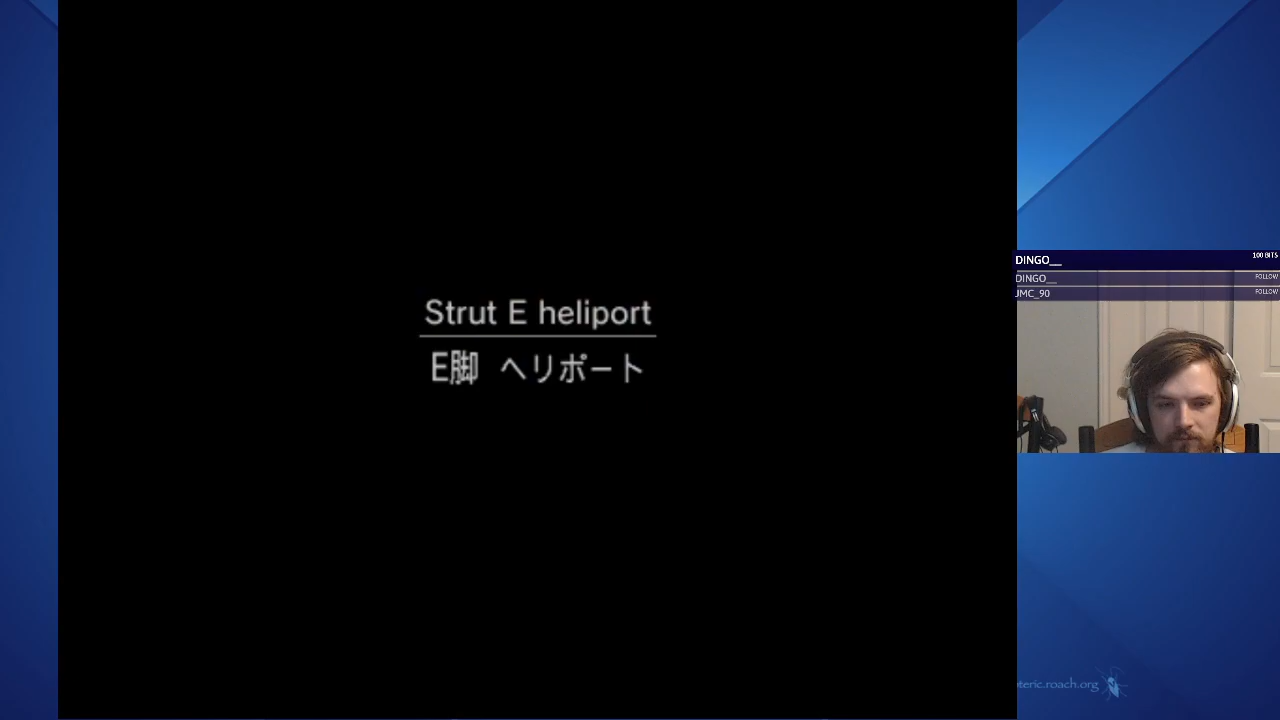 Strut E heliport
E脚 ヘリポート
DINGO__ 100 BITS
DINGO__ FOLLOW
JMC_90 FOLLOW
teric.roach.org